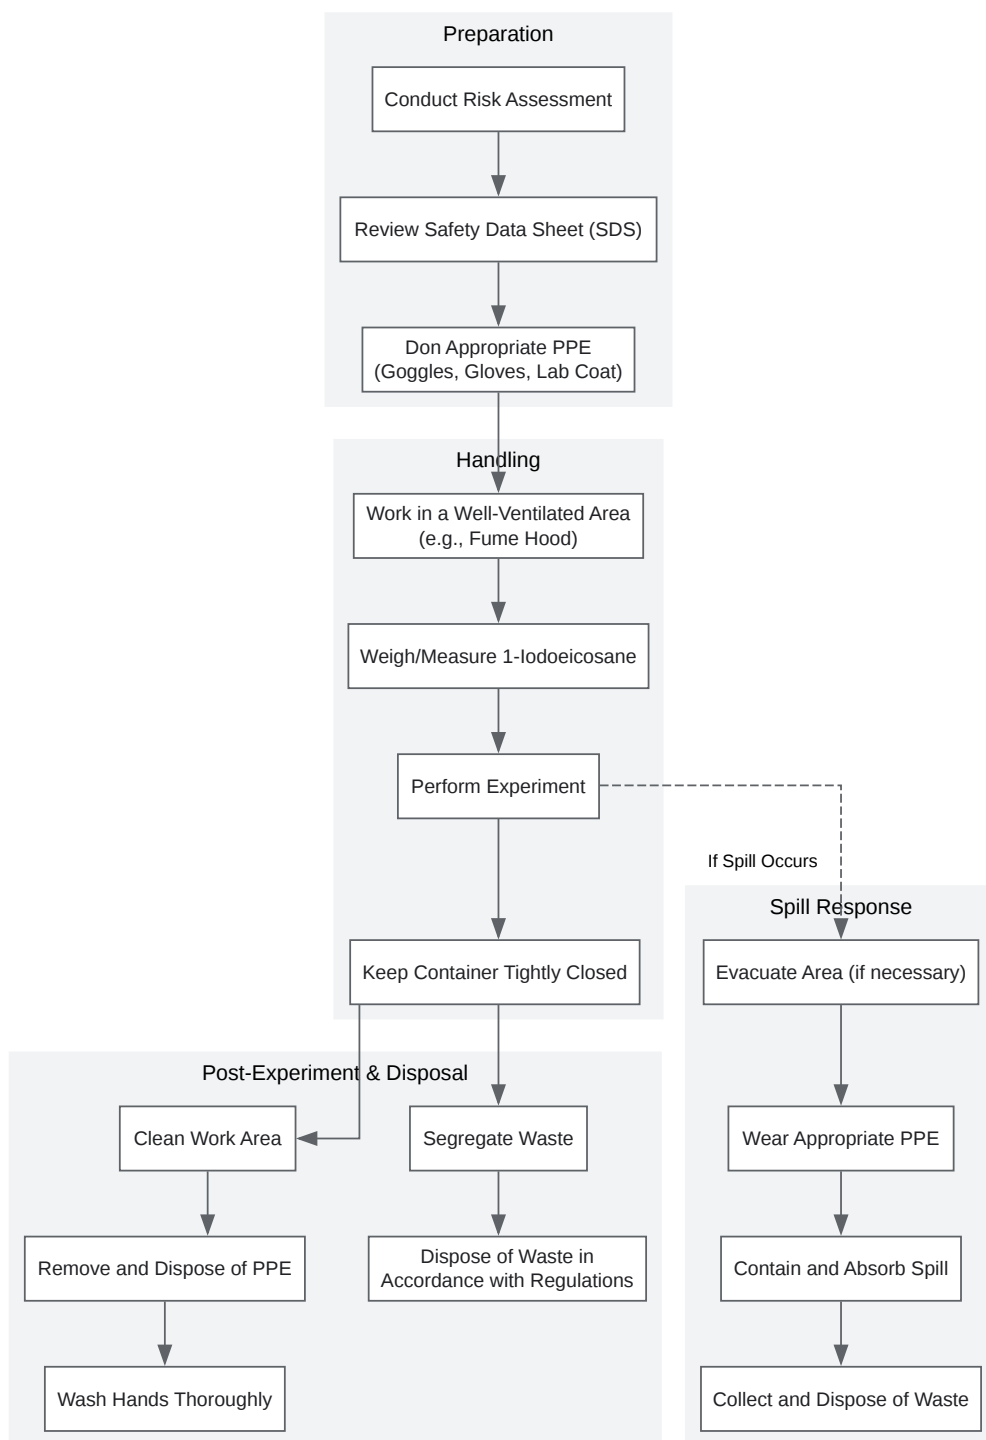 Preparation
Conduct Risk Assessment
Review Safety Data Sheet (SDS)
Don Appropriate PPE
(Goggles, Gloves, Lab Coat)
Handling
Work in a Well-Ventilated Area
(e.g., Fume Hood)
Weigh/Measure 1-Iodoeicosane
Perform Experiment
Keep Container Tightly Closed
If Spill Occurs
Spill Response
Evacuate Area (if necessary)
Wear Appropriate PPE
Contain and Absorb Spill
Collect and Dispose of Waste
Post-Experiment & Disposal
Clean Work Area
Remove and Dispose of PPE
Wash Hands Thoroughly
Segregate Waste
Dispose of Waste in
Accordance with Regulations